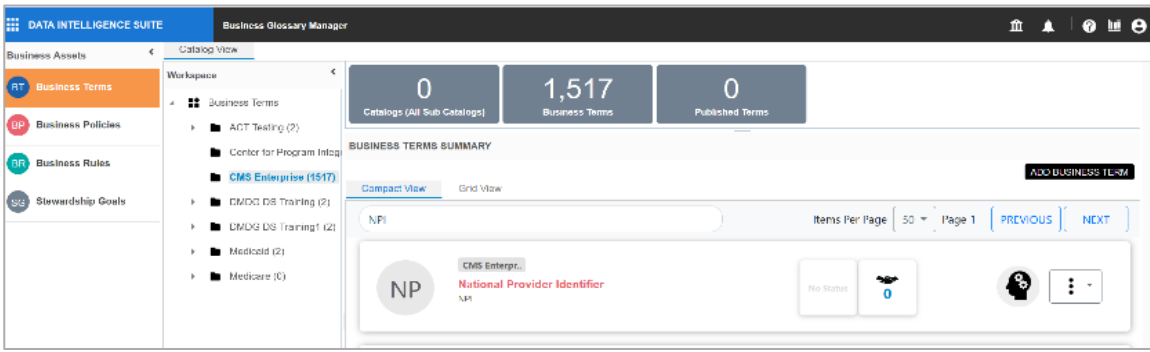 DATA INTELLIGENCE SUITE
Business Glossary Manager
Business Assets
Catalog View
BT Business Terms
BP Business Policies
BR Business Rules
SG Stewardship Goals
Workspace
Business Terms
ACT Testing (2)
Center for Program Integ
CMS Enterprise (1517)
DMDG DS Training (2)
DMDG DS Training1 (2)
Medicaid (2)
Medicare (0)
0
Catalogs (All Sub Catalogs)
1,517
Business Terms
0
Published Terms
BUSINESS TERMS SUMMARY
ADD BUSINESS TERM
Compact View Grid View
NPI
Items Per Page 50 Page 1 PREVIOUS NEXT
NP
CMS Enterpr..
National Provider Identifier
NPI
No Status
0